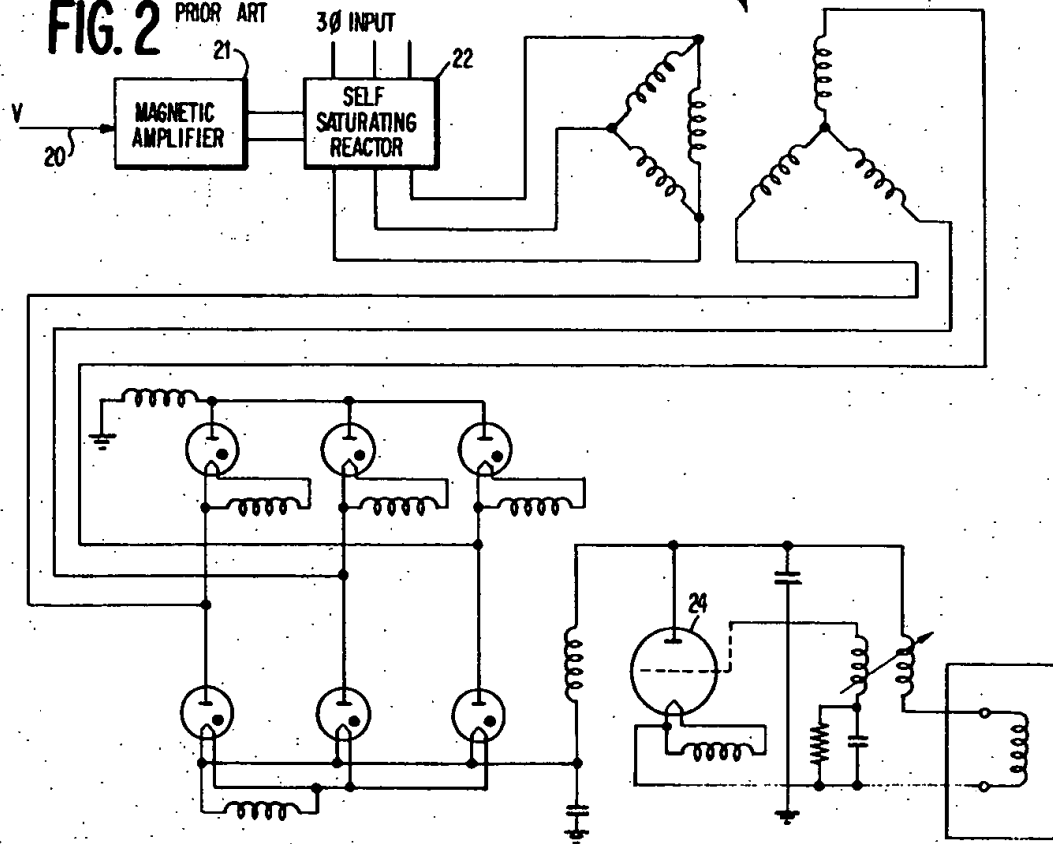 FIG. 2 PRIOR ART
3Ø INPUT
21
22
V
20
MAGNETIC
AMPLIFIER
SELF
SATURATING
REACTOR
24